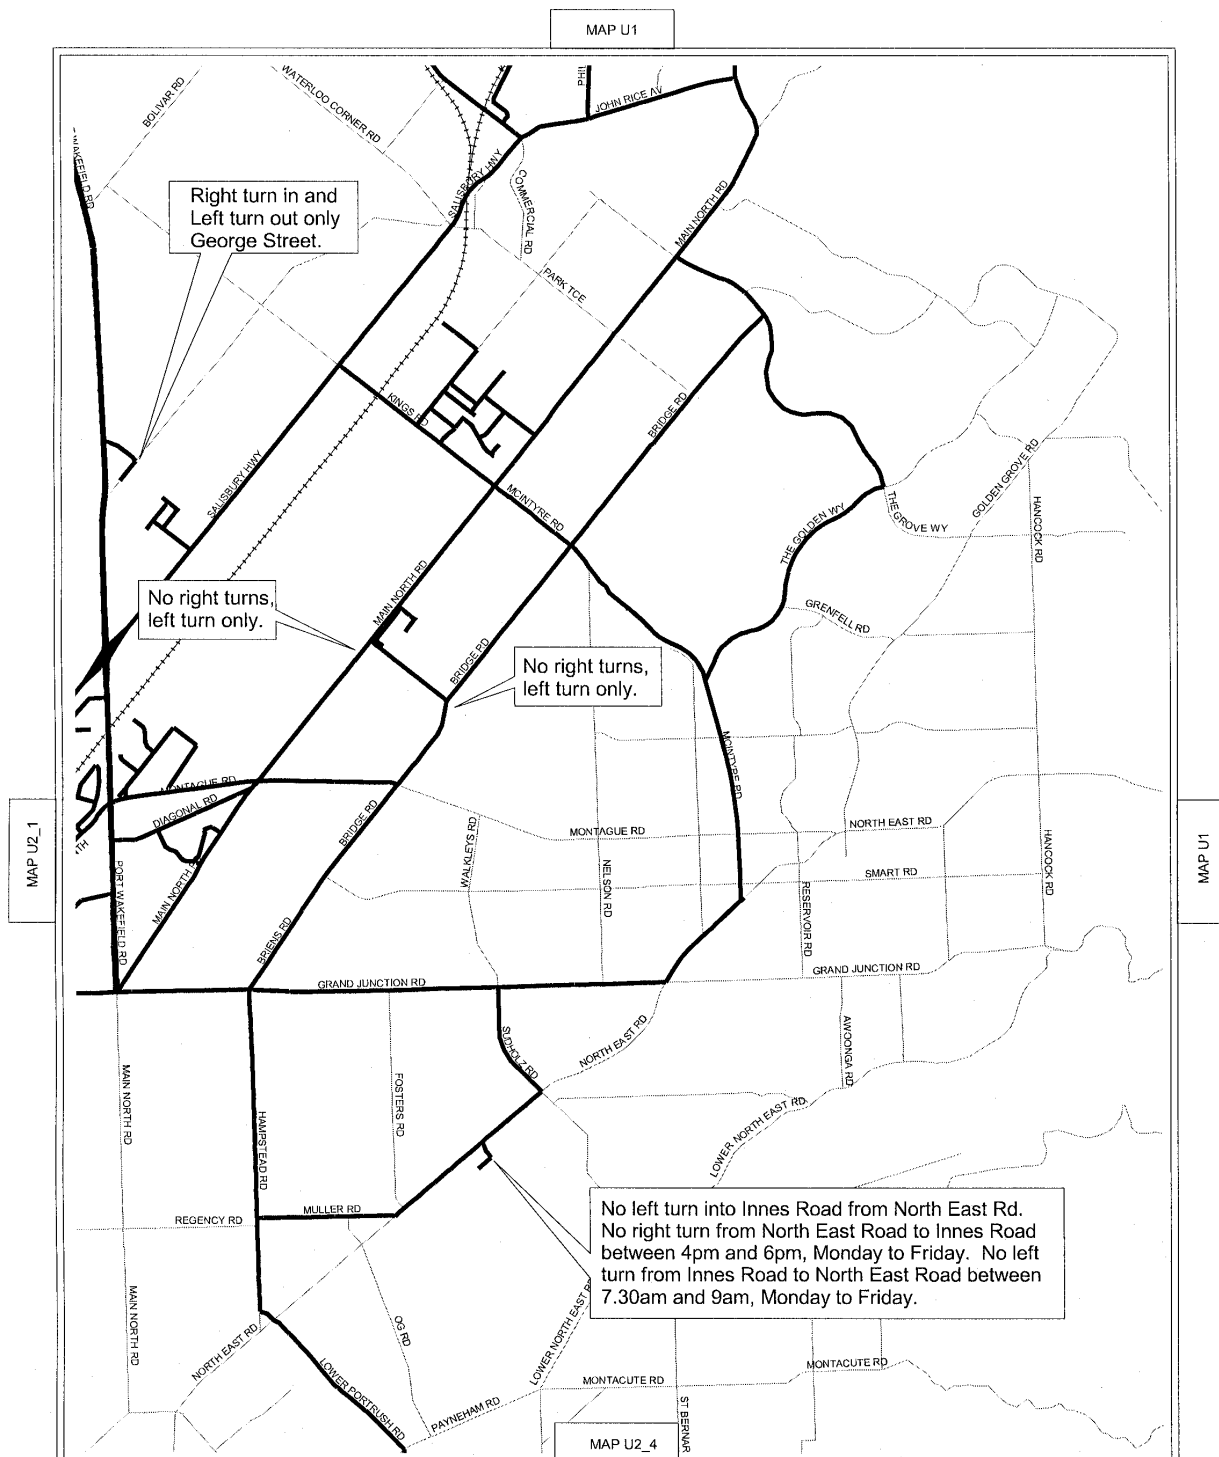 MAP U1
BOLIVAR RD
WATERLOO CORNER RD
PHIL
JOHN RICE AV
WAKEFIELD RD
SALISBURY HWY
COMMERCIAL RD
MAIN NORTH RD
Right turn in and
Left turn out only
George Street.
PARK TCE
KINGS RD
BRIDGE RD
SALISBURY HWY
MCINTYRE RD
THE GOLDEN WY
THE GROVE WY
GOLDEN GROVE RD
HANCOCK RD
MAIN NORTH RD
No right turns,
left turn only.
BRIDGE RD
No right turns,
left turn only.
GRENFELL RD
MCINTYRE RD
MONTAGUE RD
DIAGONAL RD
BRIDGE RD
WALKLEYS RD
MONTAGUE RD
NORTH EAST RD
HANCOCK RD
MAP U2_1
MAP U1
TH
PORT WAKEFIELD RD
MAIN NORTH R
BRIENS RD
NELSON RD
SMART RD
RESERVOIR RD
GRAND JUNCTION RD
GRAND JUNCTION RD
SUDHOLZ RD
NORTH EAST RD
AWOONGA RD
MAIN NORTH RD
FOSTERS RD
HAMPSTEAD RD
LOWER NORTH EAST RD
REGENCY RD
MULLER RD
No left turn into Innes Road from North East Rd.
No right turn from North East Road to Innes Road
between 4pm and 6pm, Monday to Friday. No left
turn from Innes Road to North East Road between
7.30am and 9am, Monday to Friday.
MAIN NORTH RD
NORTH EAST RD
OG RD
LOWER NORTH EAST R
LOWER PORTRUSH RD
PAYNEHAM RD
MONTACUTE RD
MONTACUTE RD
ST BERNAR
MAP U2_4